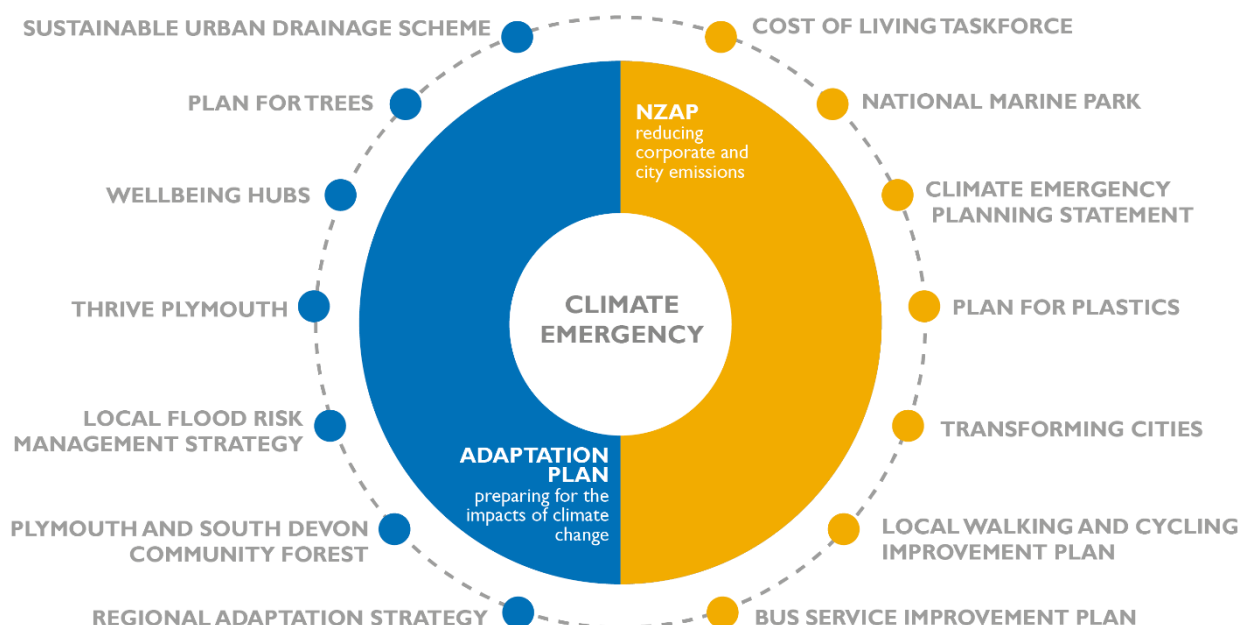 SUSTAINABLE URBAN DRAINAGE SCHEME
PLAN FOR TREES
WELLBEING HUBS
THRIVE PLYMOUTH
LOCAL FLOOD RISK
MANAGEMENT STRATEGY
PLYMOUTH AND SOUTH DEVON
COMMUNITY FOREST
REGIONAL ADAPTATION STRATEGY
NZAP
reducing
corporate and
city emissions
CLIMATE
EMERGENCY
ADAPTATION
PLAN
preparing for the
impacts of climate
change
COST OF LIVING TASKFORCE
NATIONAL MARINE PARK
CLIMATE EMERGENCY
PLANNING STATEMENT
PLAN FOR PLASTICS
TRANSFORMING CITIES
LOCAL WALKING AND CYCLING
IMPROVEMENT PLAN
BUS SERVICE IMPROVEMENT PLAN